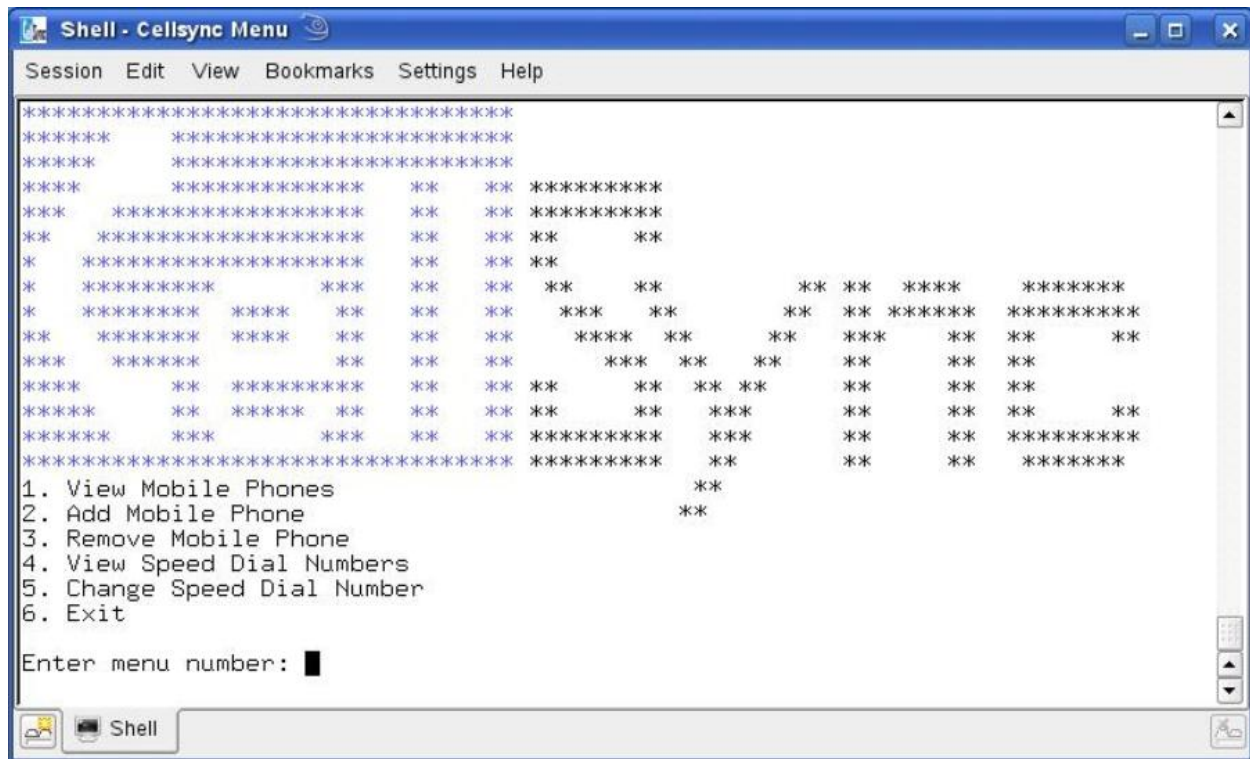 Shell - Cellsync Menu
Session Edit View Bookmarks Settings Help
cellSync
1. View Mobile Phones
2. Add Mobile Phone
3. Remove Mobile Phone
4. View Speed Dial Numbers
5. Change Speed Dial Number
6. Exit
Enter menu number:
Shell